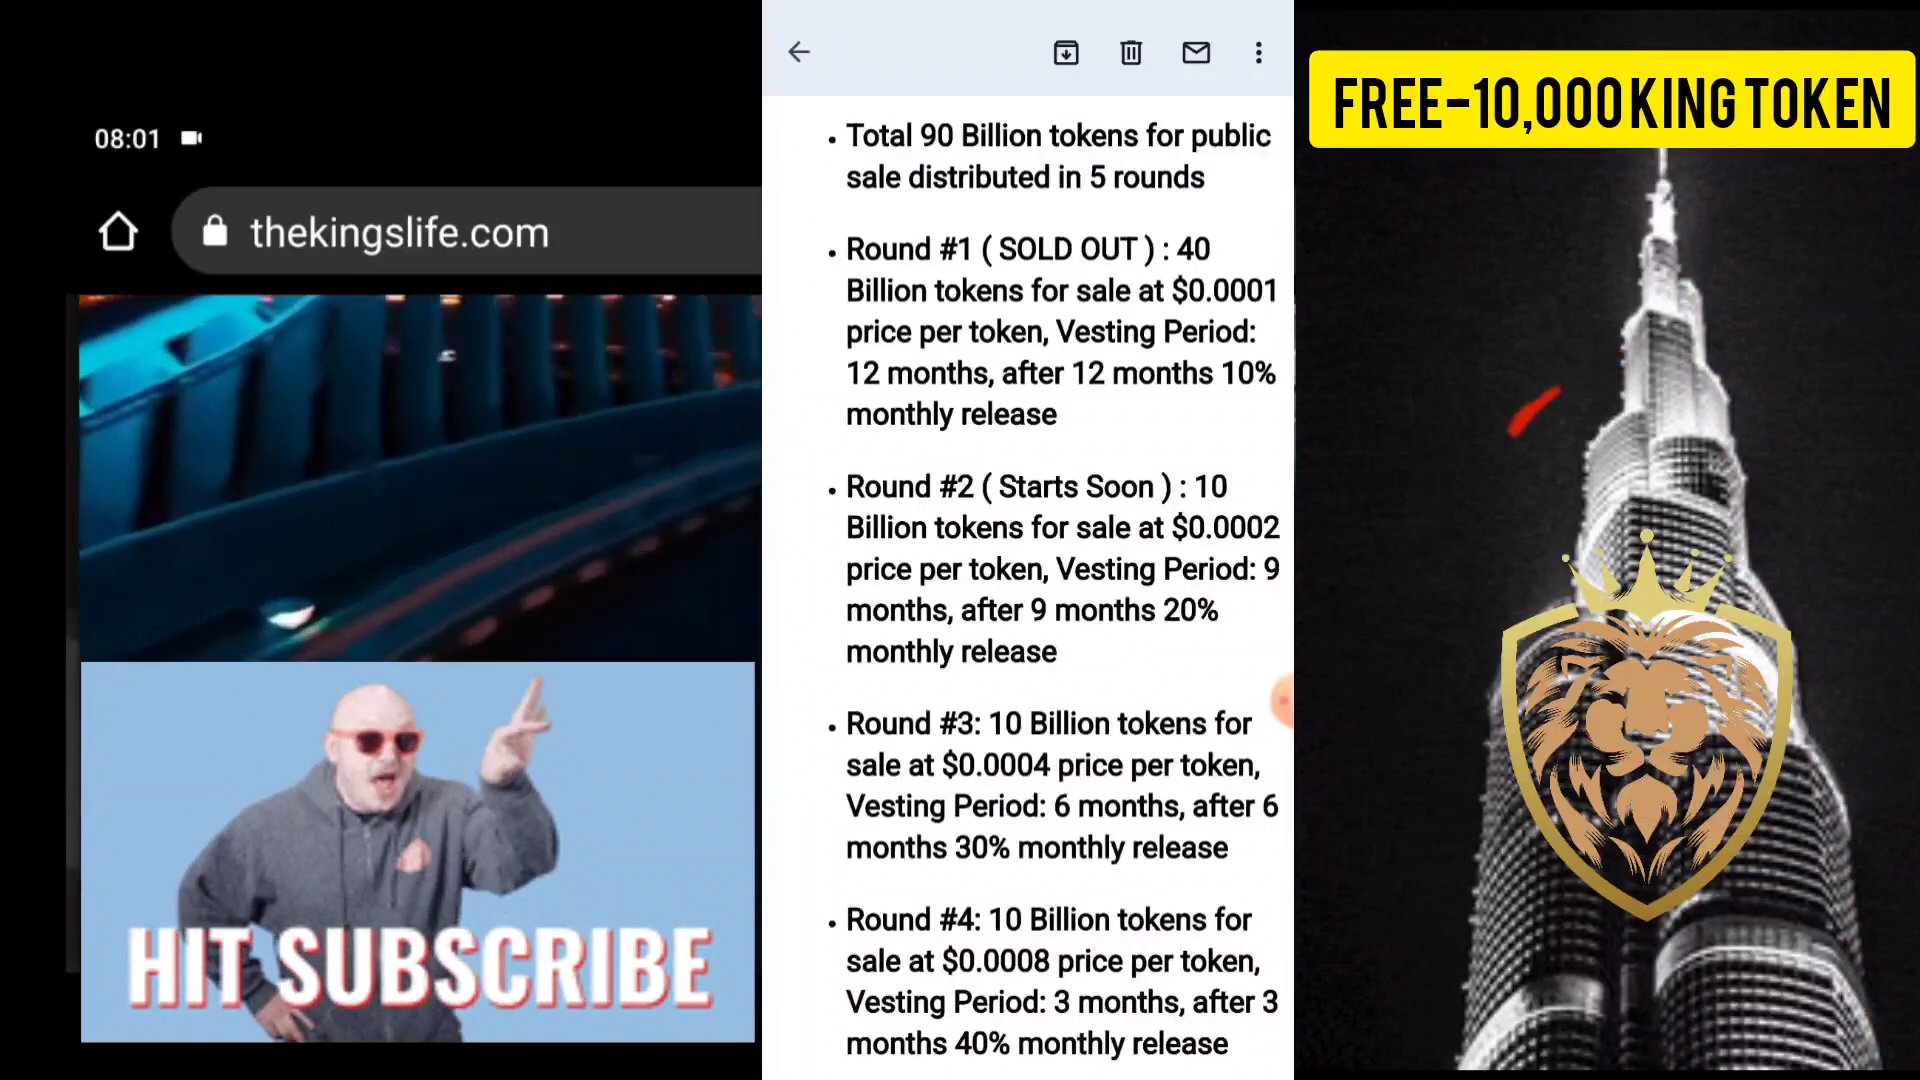 08:01
thekingslife.com
HIT SUBSCRIBE
• Total 90 Billion tokens for public
sale distributed in 5 rounds
• Round #1 ( SOLD OUT ) : 40
Billion tokens for sale at $0.0001
price per token, Vesting Period:
12 months, after 12 months 10%
monthly release
• Round #2 ( Starts Soon ) : 10
Billion tokens for sale at $0.0002
price per token, Vesting Period: 9
months, after 9 months 20%
monthly release
• Round #3: 10 Billion tokens for
sale at $0.0004 price per token,
Vesting Period: 6 months, after 6
months 30% monthly release
• Round #4: 10 Billion tokens for
sale at $0.0008 price per token,
Vesting Period: 3 months, after 3
months 40% monthly release
FREE-10,000 KING TOKEN